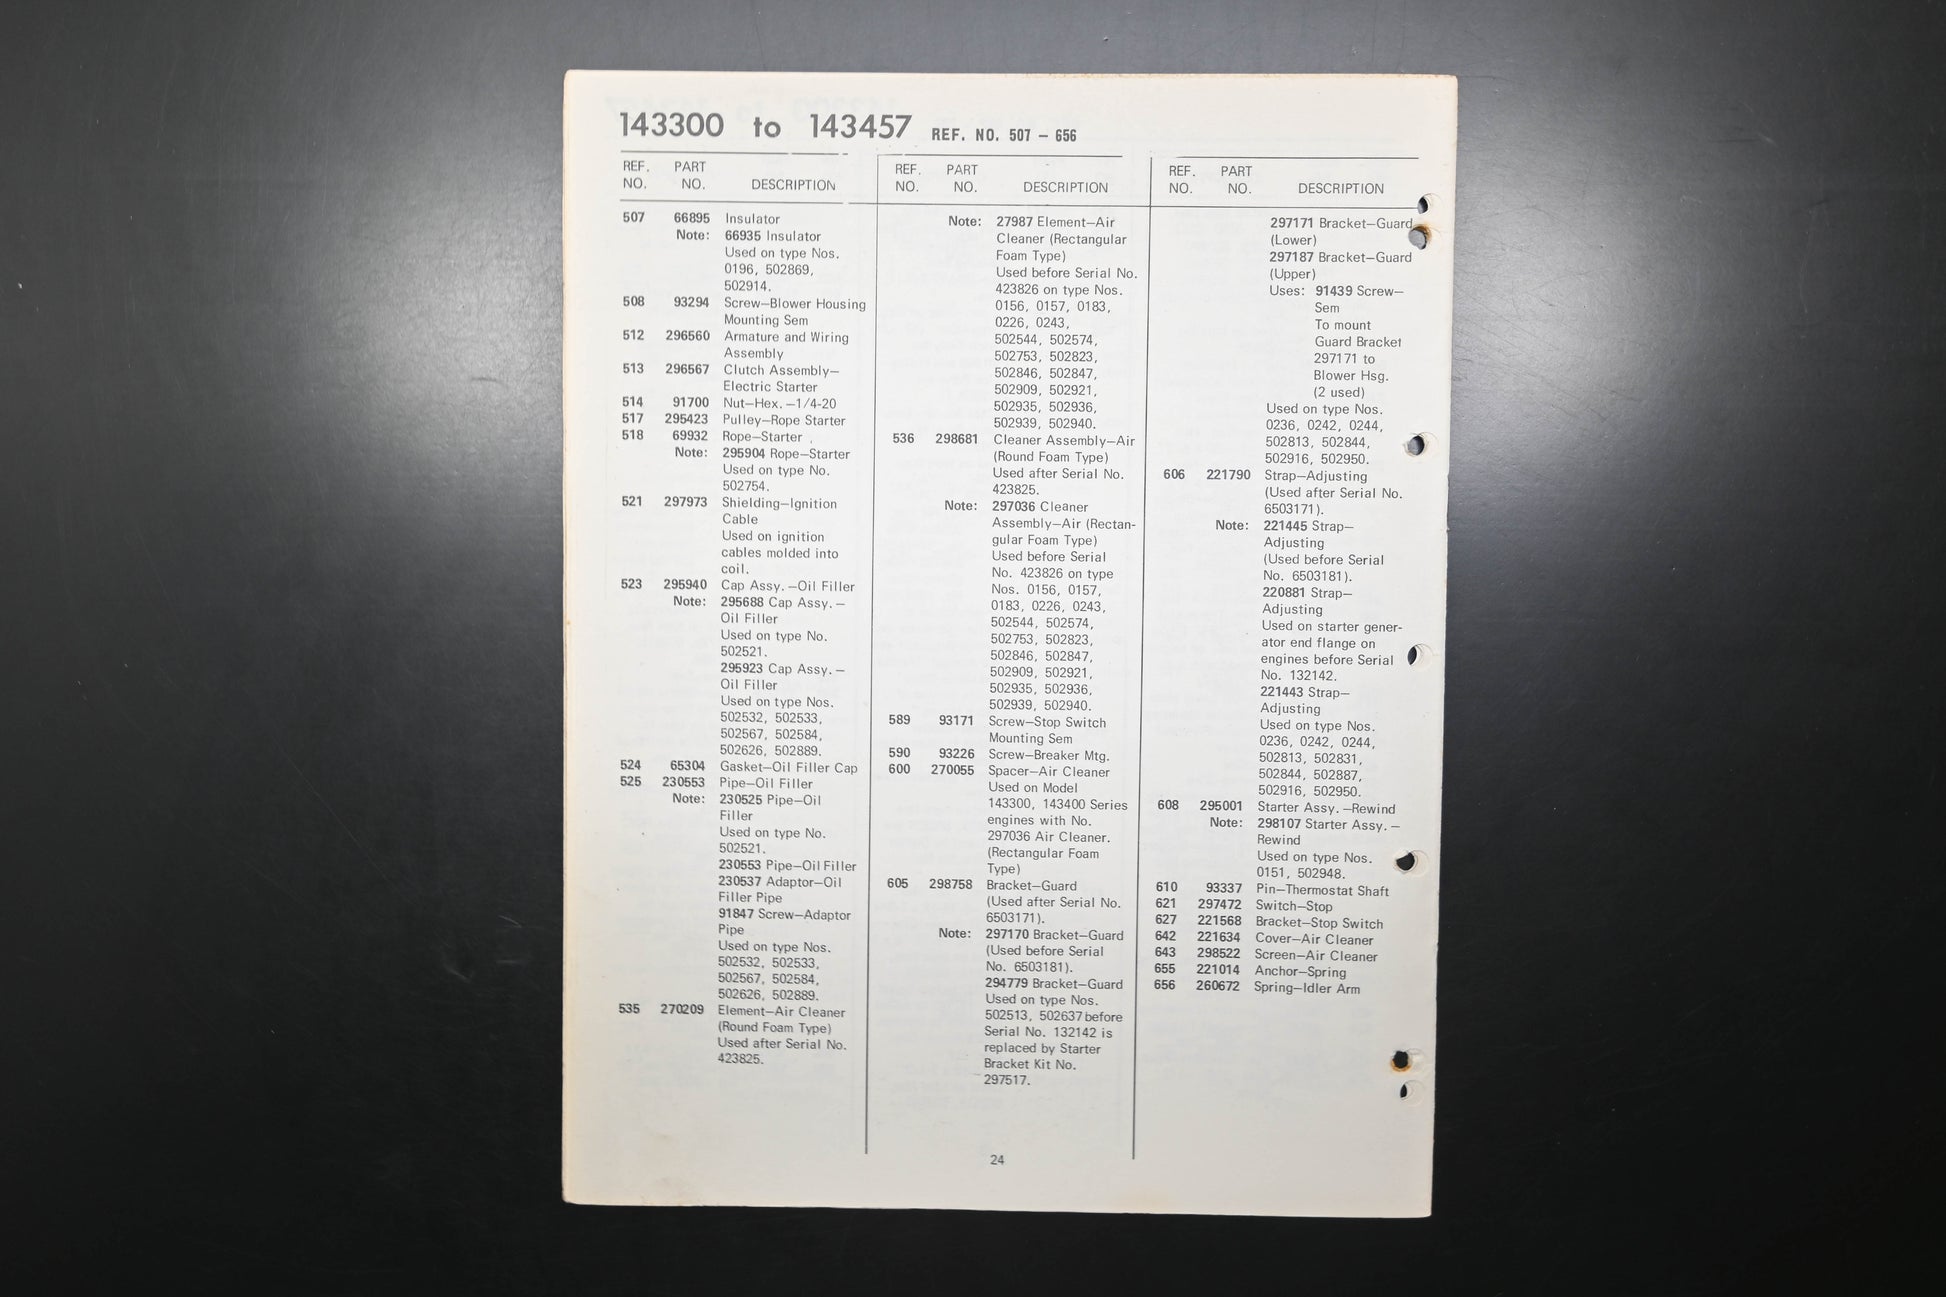 143300 to 143457 REF. NO. 507 – 656
REF. PART
NO. NO. DESCRIPTION
507 66895 Insulator
Note: 66935 Insulator
Used on type Nos.
0196, 502869,
502914.
508 93294 Screw–Blower Housing
Mounting Sem
512 296560 Armature and Wiring
Assembly
513 296567 Clutch Assembly–
Electric Starter
514 91700 Nut–Hex.–1/4-20
517 295423 Pulley–Rope Starter
518 69932 Rope–Starter
Note: 295904 Rope–Starter
Used on type No.
502754.
521 297973 Shielding–Ignition
Cable
Used on ignition
cables molded into
coil.
523 295940 Cap Assy.–Oil Filler
Note: 295688 Cap Assy.–
Oil Filler
Used on type No.
502521.
295923 Cap Assy.–
Oil Filler
Used on type Nos.
502532, 502533,
502567, 502584,
502626, 502889.
524 65304 Gasket–Oil Filler Cap
525 230553 Pipe–Oil Filler
Note: 230525 Pipe–Oil
Filler
Used on type No.
502521.
230553 Pipe–Oil Filler
230537 Adaptor–Oil
Filler Pipe
91847 Screw–Adaptor
Pipe
Used on type Nos.
502532, 502533,
502567, 502584,
502626, 502889.
535 270209 Element–Air Cleaner
(Round Foam Type)
Used after Serial No.
423825.
REF. PART
NO. NO. DESCRIPTION
Note: 27987 Element–Air
Cleaner (Rectangular
Foam Type)
Used before Serial No.
423826 on type Nos.
0156, 0157, 0183,
0226, 0243,
502544, 502574,
502753, 502823,
502846, 502847,
502909, 502921,
502935, 502936,
502939, 502940.
536 298681 Cleaner Assembly–Air
(Round Foam Type)
Used after Serial No.
423825.
Note: 297036 Cleaner
Assembly–Air (Rectan-
gular Foam Type)
Used before Serial
No. 423826 on type
Nos. 0156, 0157,
0183, 0226, 0243,
502544, 502574,
502753, 502823,
502846, 502847,
502909, 502921,
502935, 502936,
502939, 502940.
589 93171 Screw–Stop Switch
Mounting Sem
590 93226 Screw–Breaker Mtg.
600 270055 Spacer–Air Cleaner
Used on Model
143300, 143400 Series
engines with No.
297036 Air Cleaner.
(Rectangular Foam
Type)
605 298758 Bracket–Guard
(Used after Serial No.
6503171).
Note: 297170 Bracket–Guard
(Used before Serial
No. 6503181).
294779 Bracket–Guard
Used on type Nos.
502513, 502637 before
Serial No. 132142 is
replaced by Starter
Bracket Kit No.
297517.
REF. PART
NO. NO. DESCRIPTION
297171 Bracket–Guard
(Lower)
297187 Bracket–Guard
(Upper)
Uses: 91439 Screw–
Sem
To mount
Guard Bracket
297171 to
Blower Hsg.
(2 used)
Used on type Nos.
0236, 0242, 0244,
502813, 502844,
502916, 502950.
606 221790 Strap–Adjusting
(Used after Serial No.
6503171).
Note: 221445 Strap–
Adjusting
(Used before Serial
No. 6503181).
220881 Strap–
Adjusting
Used on starter gener-
ator end flange on
engines before Serial
No. 132142.
221443 Strap–
Adjusting
Used on type Nos.
0236, 0242, 0244,
502813, 502831,
502844, 502887,
502916, 502950.
608 295001 Starter Assy.–Rewind
Note: 298107 Starter Assy.–
Rewind
Used on type Nos.
0151, 502948.
610 93337 Pin–Thermostat Shaft
621 297472 Switch–Stop
627 221568 Bracket–Stop Switch
642 221634 Cover–Air Cleaner
643 298522 Screen–Air Cleaner
655 221014 Anchor–Spring
656 260672 Spring–Idler Arm
24